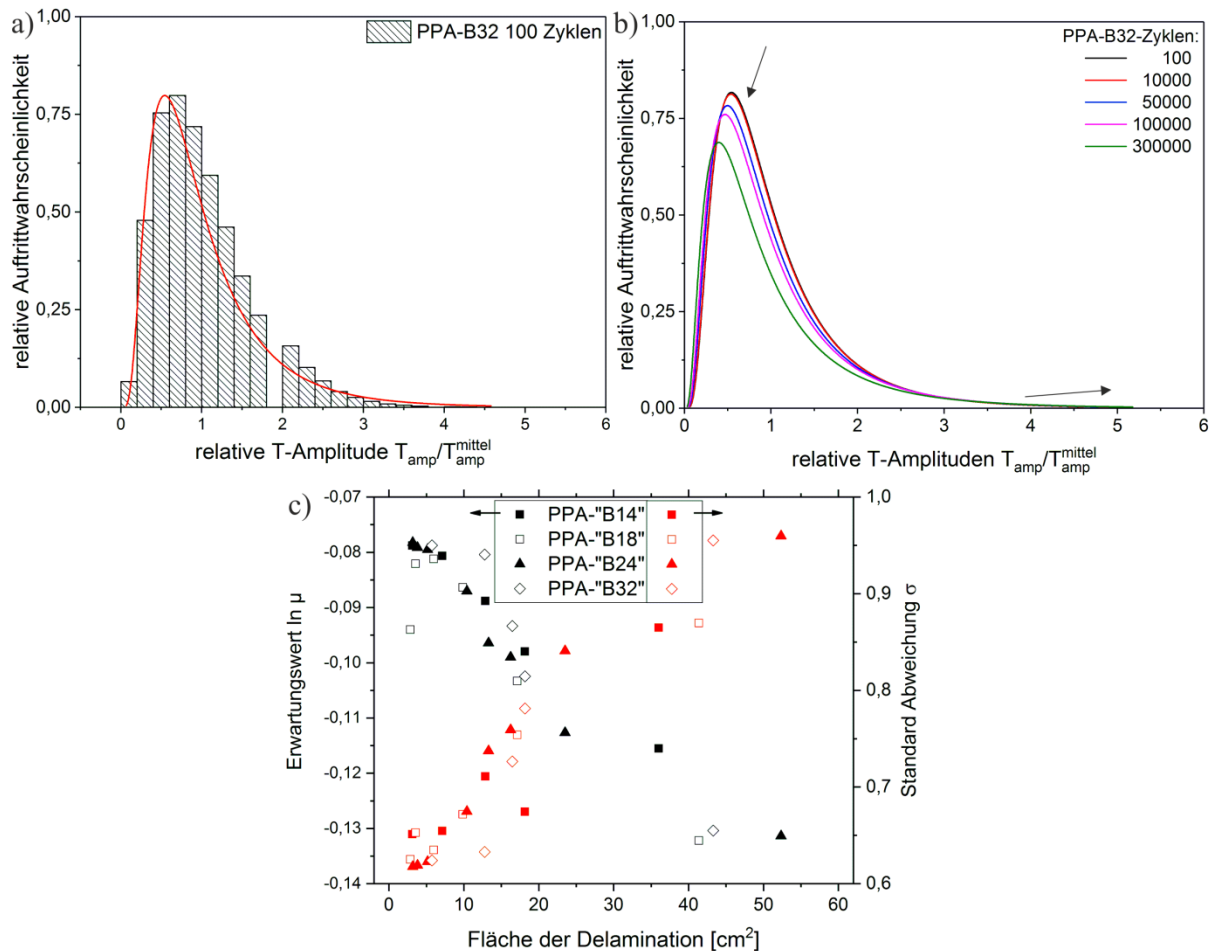 a)
1,00
0,75
0,50
0,25
0,00
relative Auftrittwahrscheinlichkeit
PPA-B32 100 Zyklen
0 1 2 3 4 5 6
relative T-Amplitude T_amp/T_amp^mittel
b)
1,00
0,75
0,50
0,25
0,00
relative Auftrittwahrscheinlichkeit
PPA-B32-Zyklen:
100
10000
50000
100000
300000
0 1 2 3 4 5 6
relative T-Amplituden T_amp/T_amp^mittel
c)
-0,07
-0,08
-0,09
-0,10
-0,11
-0,12
-0,13
-0,14
Erwartungswert ln μ
PPA-"B14"
PPA-"B18"
PPA-"B24"
PPA-"B32"
1,0
0,9
0,8
0,7
0,6
Standard Abweichung σ
0 10 20 30 40 50 60
Fläche der Delamination [cm²]